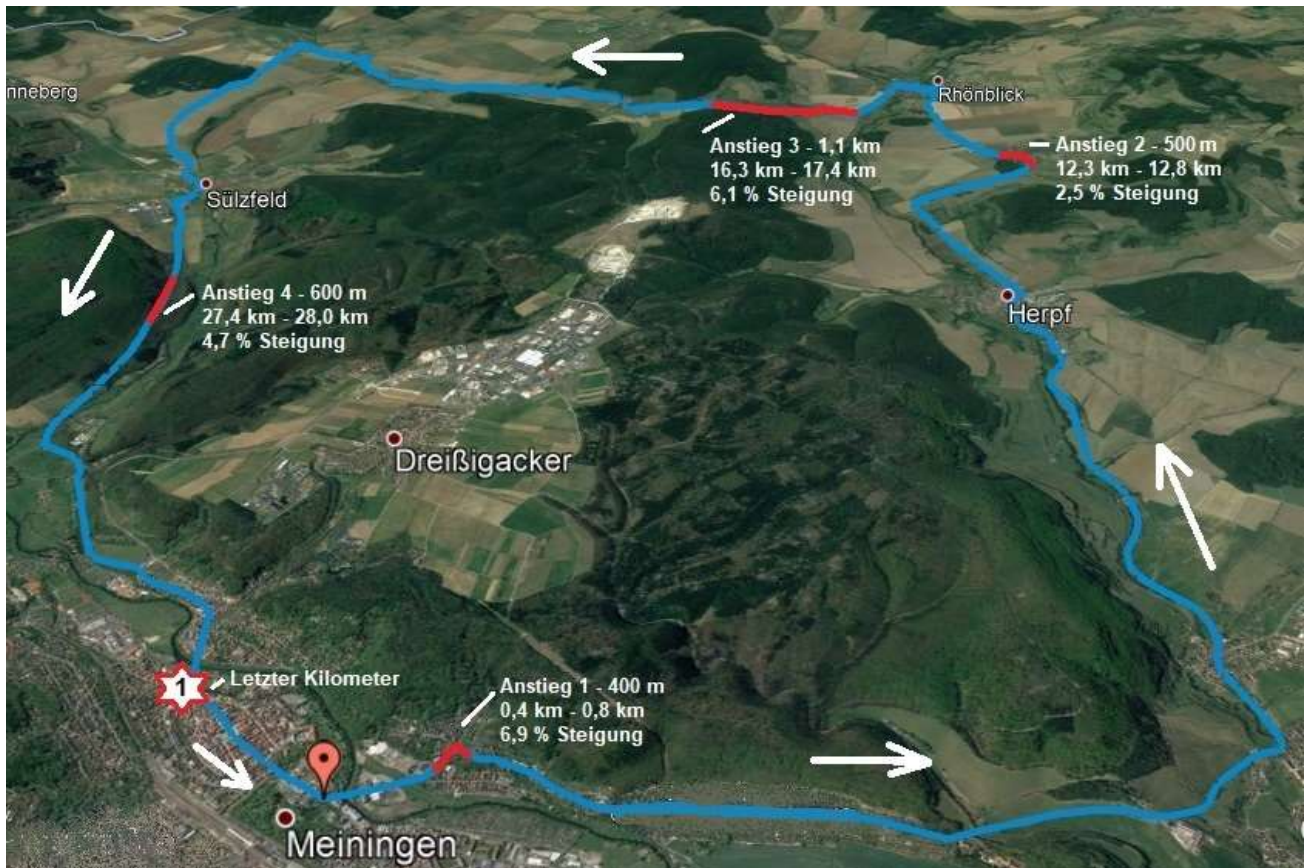 nneberg
Rhönblick
Anstieg 3 - 1,1 km
16,3 km - 17,4 km
6,1 % Steigung
Anstieg 2 - 500 m
12,3 km - 12,8 km
2,5 % Steigung
Sülzfeld
Anstieg 4 - 600 m
27,4 km - 28,0 km
4,7 % Steigung
Herpf
Dreißigacker
1
Letzter Kilometer
Anstieg 1 - 400 m
0,4 km - 0,8 km
6,9 % Steigung
Meiningen